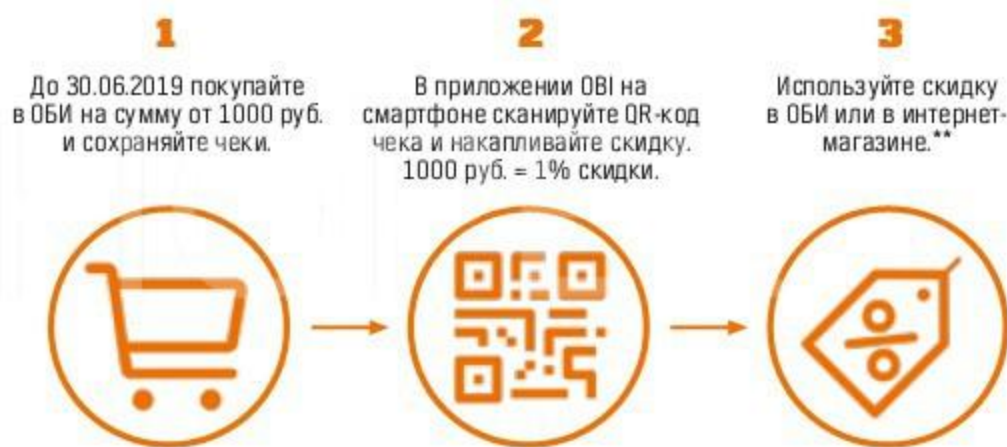 1
До 30.06.2019 покупайте
в ОБИ на сумму от 1000 руб.
и сохраняйте чеки.
2
В приложении OBI на
смартфоне сканируйте QR-код
чека и накапливайте скидку.
1000 руб. = 1% скидки.
3
Используйте скидку
в ОБИ или в интернет-
магазине.**
%